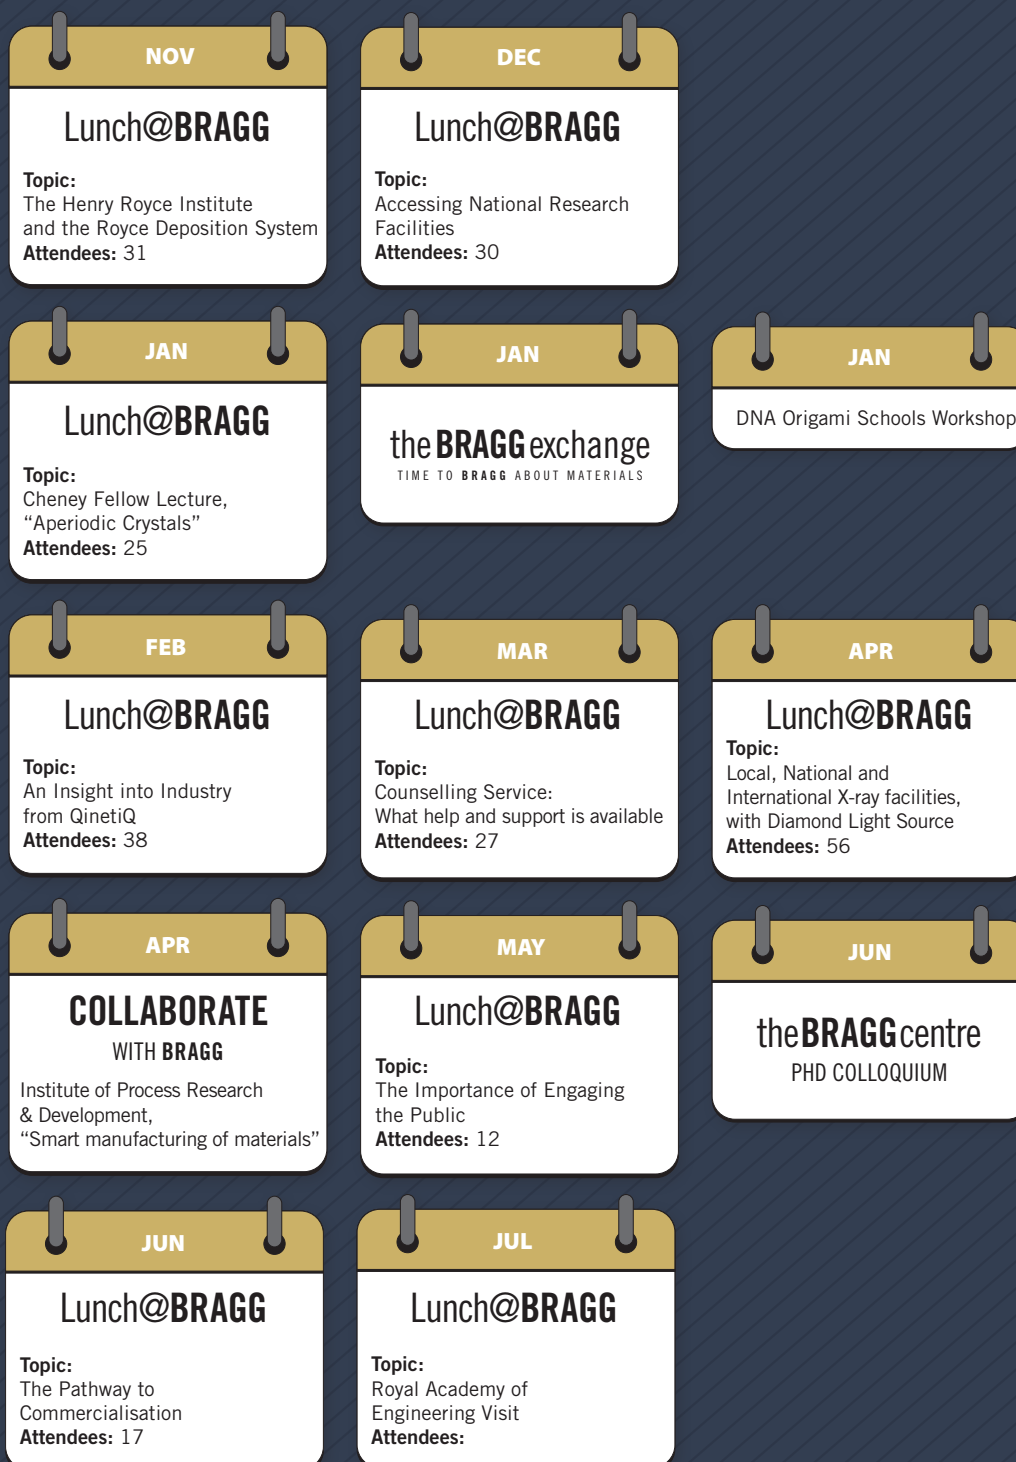 NOV
Lunch@BRAGG
Topic:
The Henry Royce Institute
and the Royce Deposition System
Attendees: 31
DEC
Lunch@BRAGG
Topic:
Accessing National Research
Facilities
Attendees: 30
JAN
Lunch@BRAGG
Topic:
Cheney Fellow Lecture,
“Aperiodic Crystals”
Attendees: 25
JAN
the BRAGG exchange
TIME TO BRAGG ABOUT MATERIALS
JAN
DNA Origami Schools Workshop
FEB
Lunch@BRAGG
Topic:
An Insight into Industry
from QinetiQ
Attendees: 38
MAR
Lunch@BRAGG
Topic:
Counselling Service:
What help and support is available
Attendees: 27
APR
Lunch@BRAGG
Topic:
Local, National and
International X-ray facilities,
with Diamond Light Source
Attendees: 56
APR
COLLABORATE
WITH BRAGG
Institute of Process Research
& Development,
“Smart manufacturing of materials”
MAY
Lunch@BRAGG
Topic:
The Importance of Engaging
the Public
Attendees: 12
JUN
the BRAGG centre
PHD COLLOQUIUM
JUN
Lunch@BRAGG
Topic:
The Pathway to
Commercialisation
Attendees: 17
JUL
Lunch@BRAGG
Topic:
Royal Academy of
Engineering Visit
Attendees: